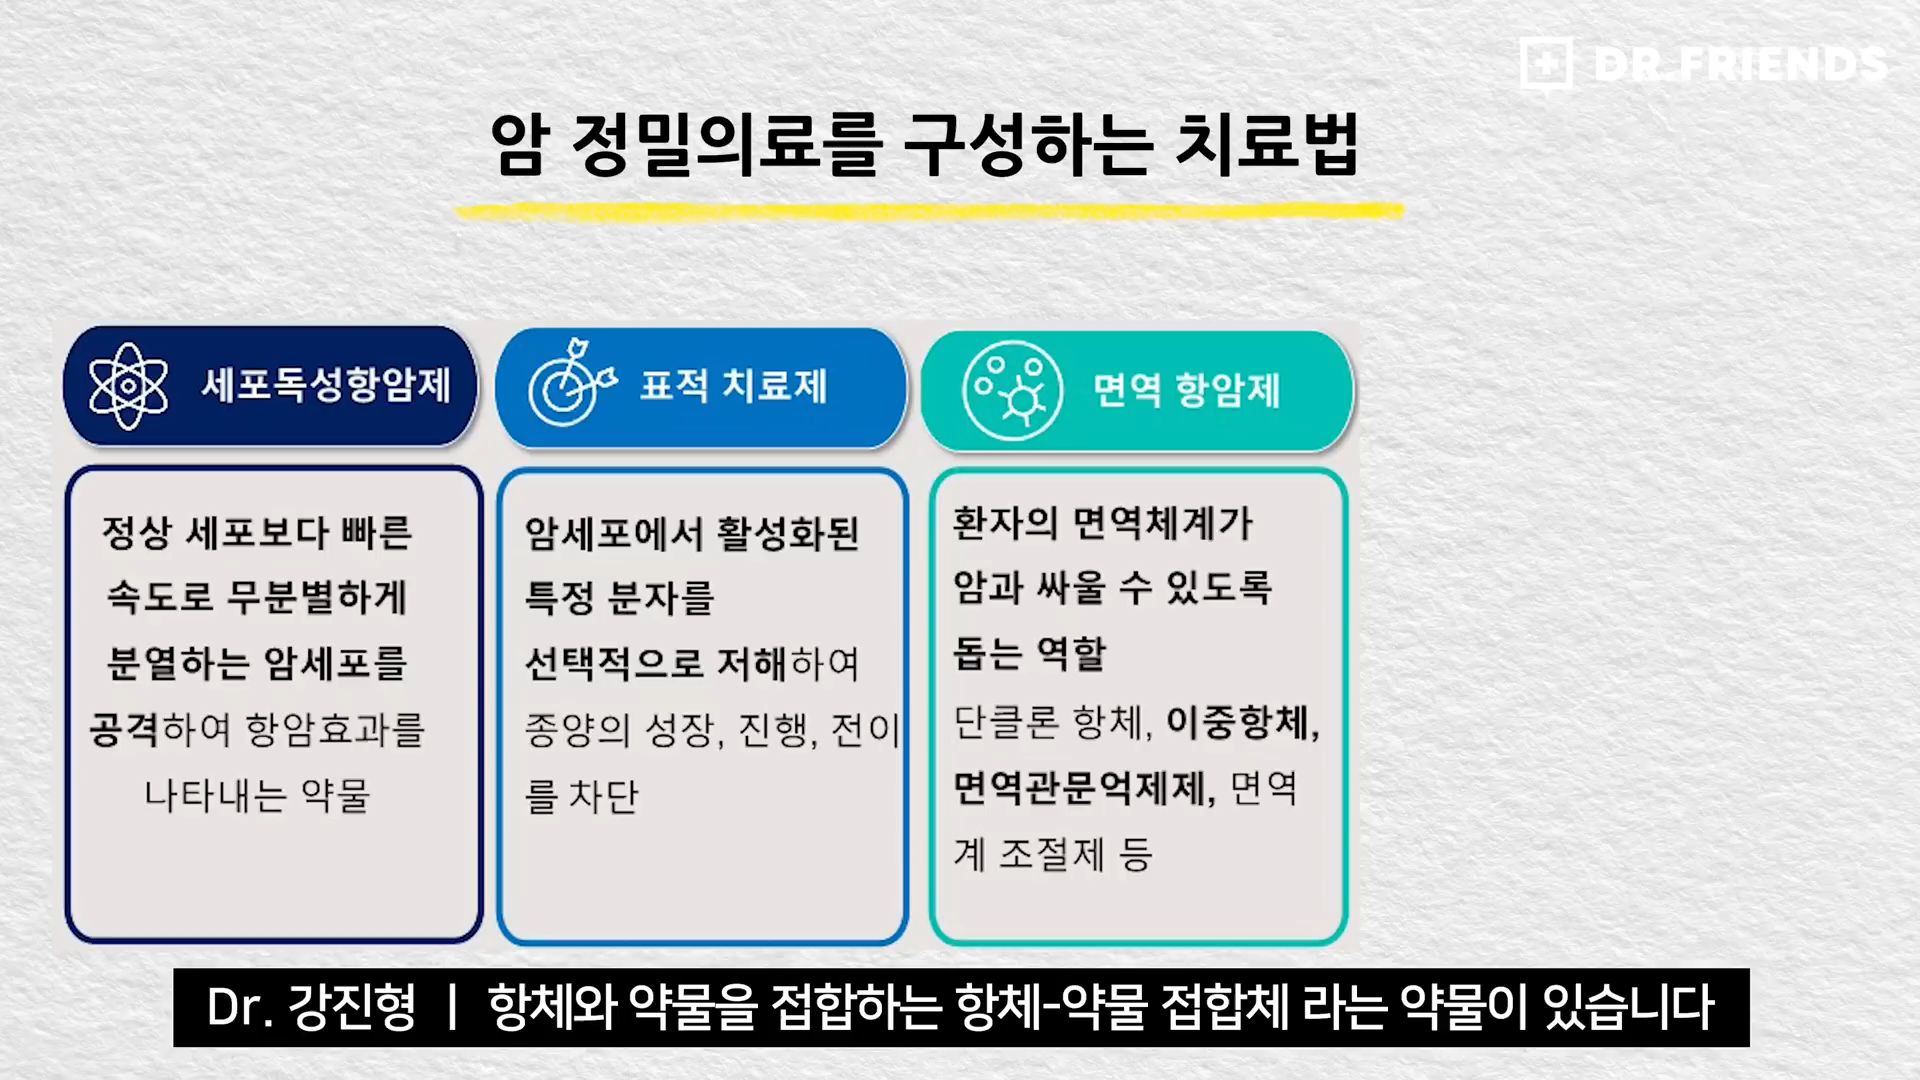 DR.FRIENDS
암 정밀의료를 구성하는 치료법
세포독성항암제
정상 세포보다 빠른
속도로 무분별하게
분열하는 암세포를
공격하여 항암효과를
나타내는 약물
표적 치료제
암세포에서 활성화된
특정 분자를
선택적으로 저해하여
종양의 성장, 진행, 전이
를 차단
면역 항암제
환자의 면역체계가
암과 싸울 수 있도록
돕는 역할
단클론 항체, 이중항체,
면역관문억제제, 면역
계 조절제 등
Dr. 강진형 ㅣ 항체와 약물을 접합하는 항체-약물 접합체 라는 약물이 있습니다